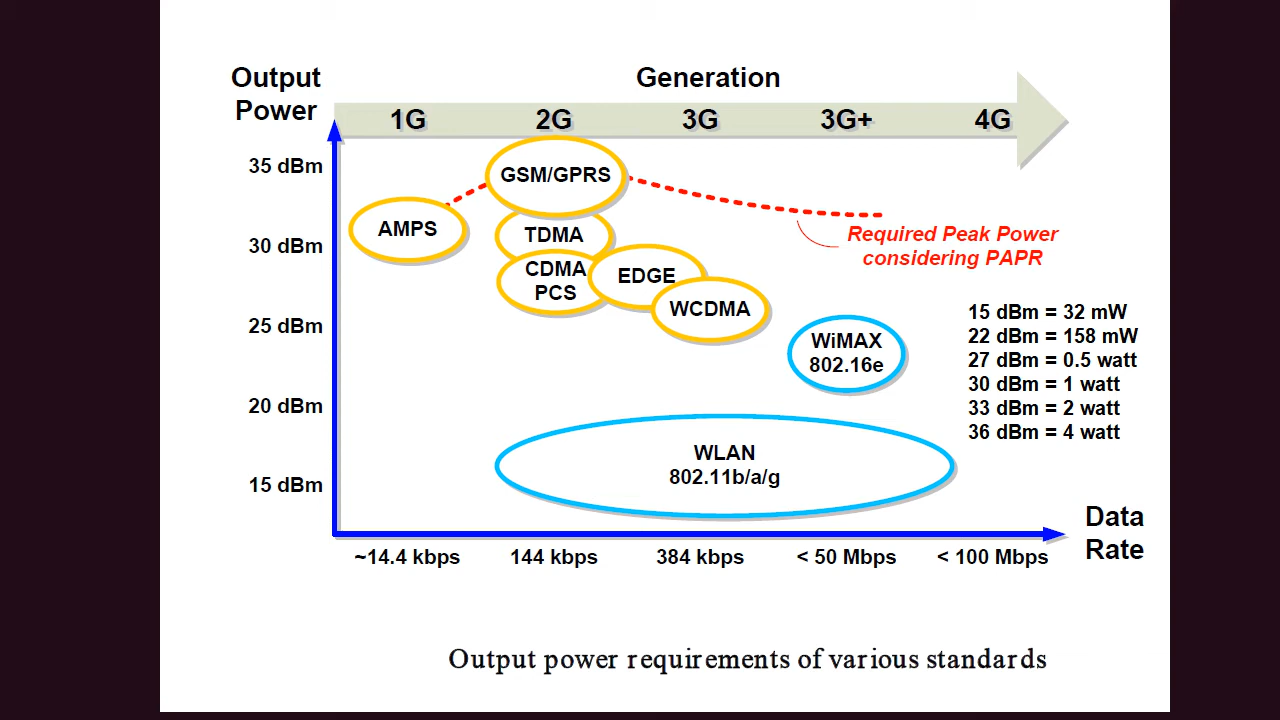 Output
Power
Generation
1G 2G 3G 3G+ 4G
35 dBm
30 dBm
25 dBm
20 dBm
15 dBm
GSM/GPRS
AMPS
TDMA
CDMA
PCS
EDGE
WCDMA
WiMAX
802.16e
WLAN
802.11b/a/g
Required Peak Power
considering PAPR
15 dBm = 32 mW
22 dBm = 158 mW
27 dBm = 0.5 watt
30 dBm = 1 watt
33 dBm = 2 watt
36 dBm = 4 watt
Data
Rate
~14.4 kbps 144 kbps 384 kbps < 50 Mbps < 100 Mbps
Output power requirements of various standards